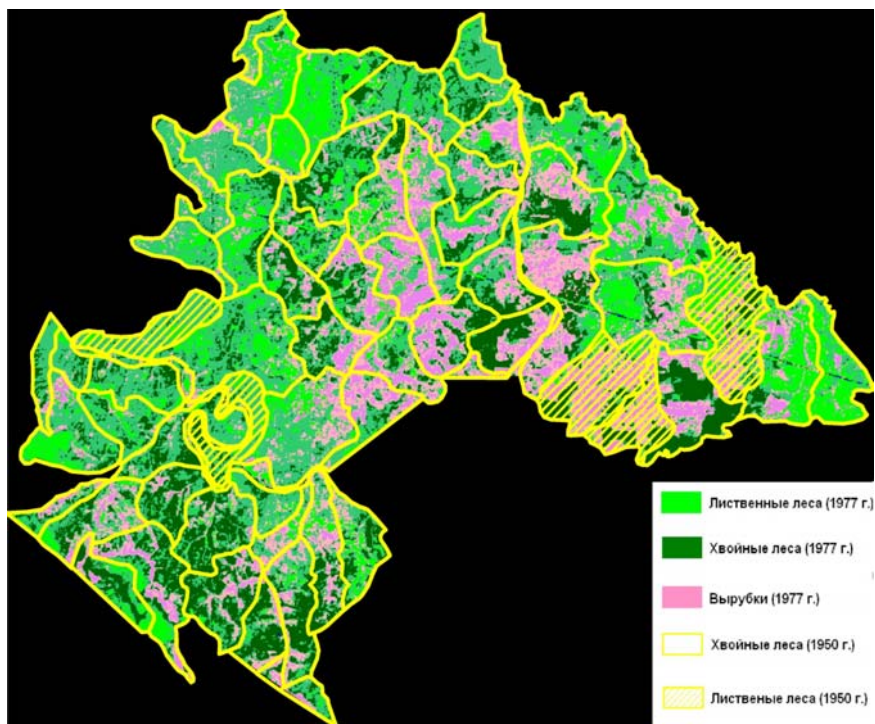 Лиственные леса (1977 г.)
Хвойные леса (1977 г.)
Вырубки (1977 г.)
Хвойные леса (1950 г.)
Лиственые леса (1950 г.)